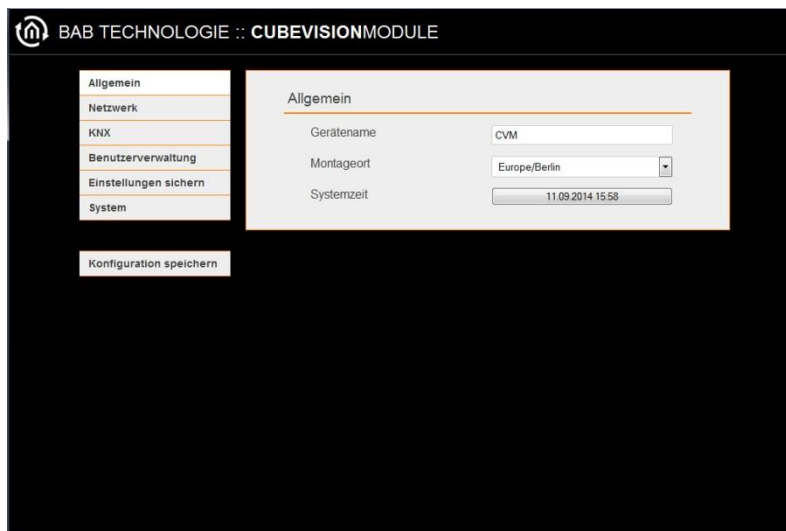 BAB TECHNOLOGIE :: CUBEVISIONMODULE
Allgemein
Netzwerk
KNX
Benutzerverwaltung
Einstellungen sichern
System
Konfiguration speichern
Allgemein
Gerätename CVM
Montageort Europe/Berlin
Systemzeit 11.09.2014 15:58